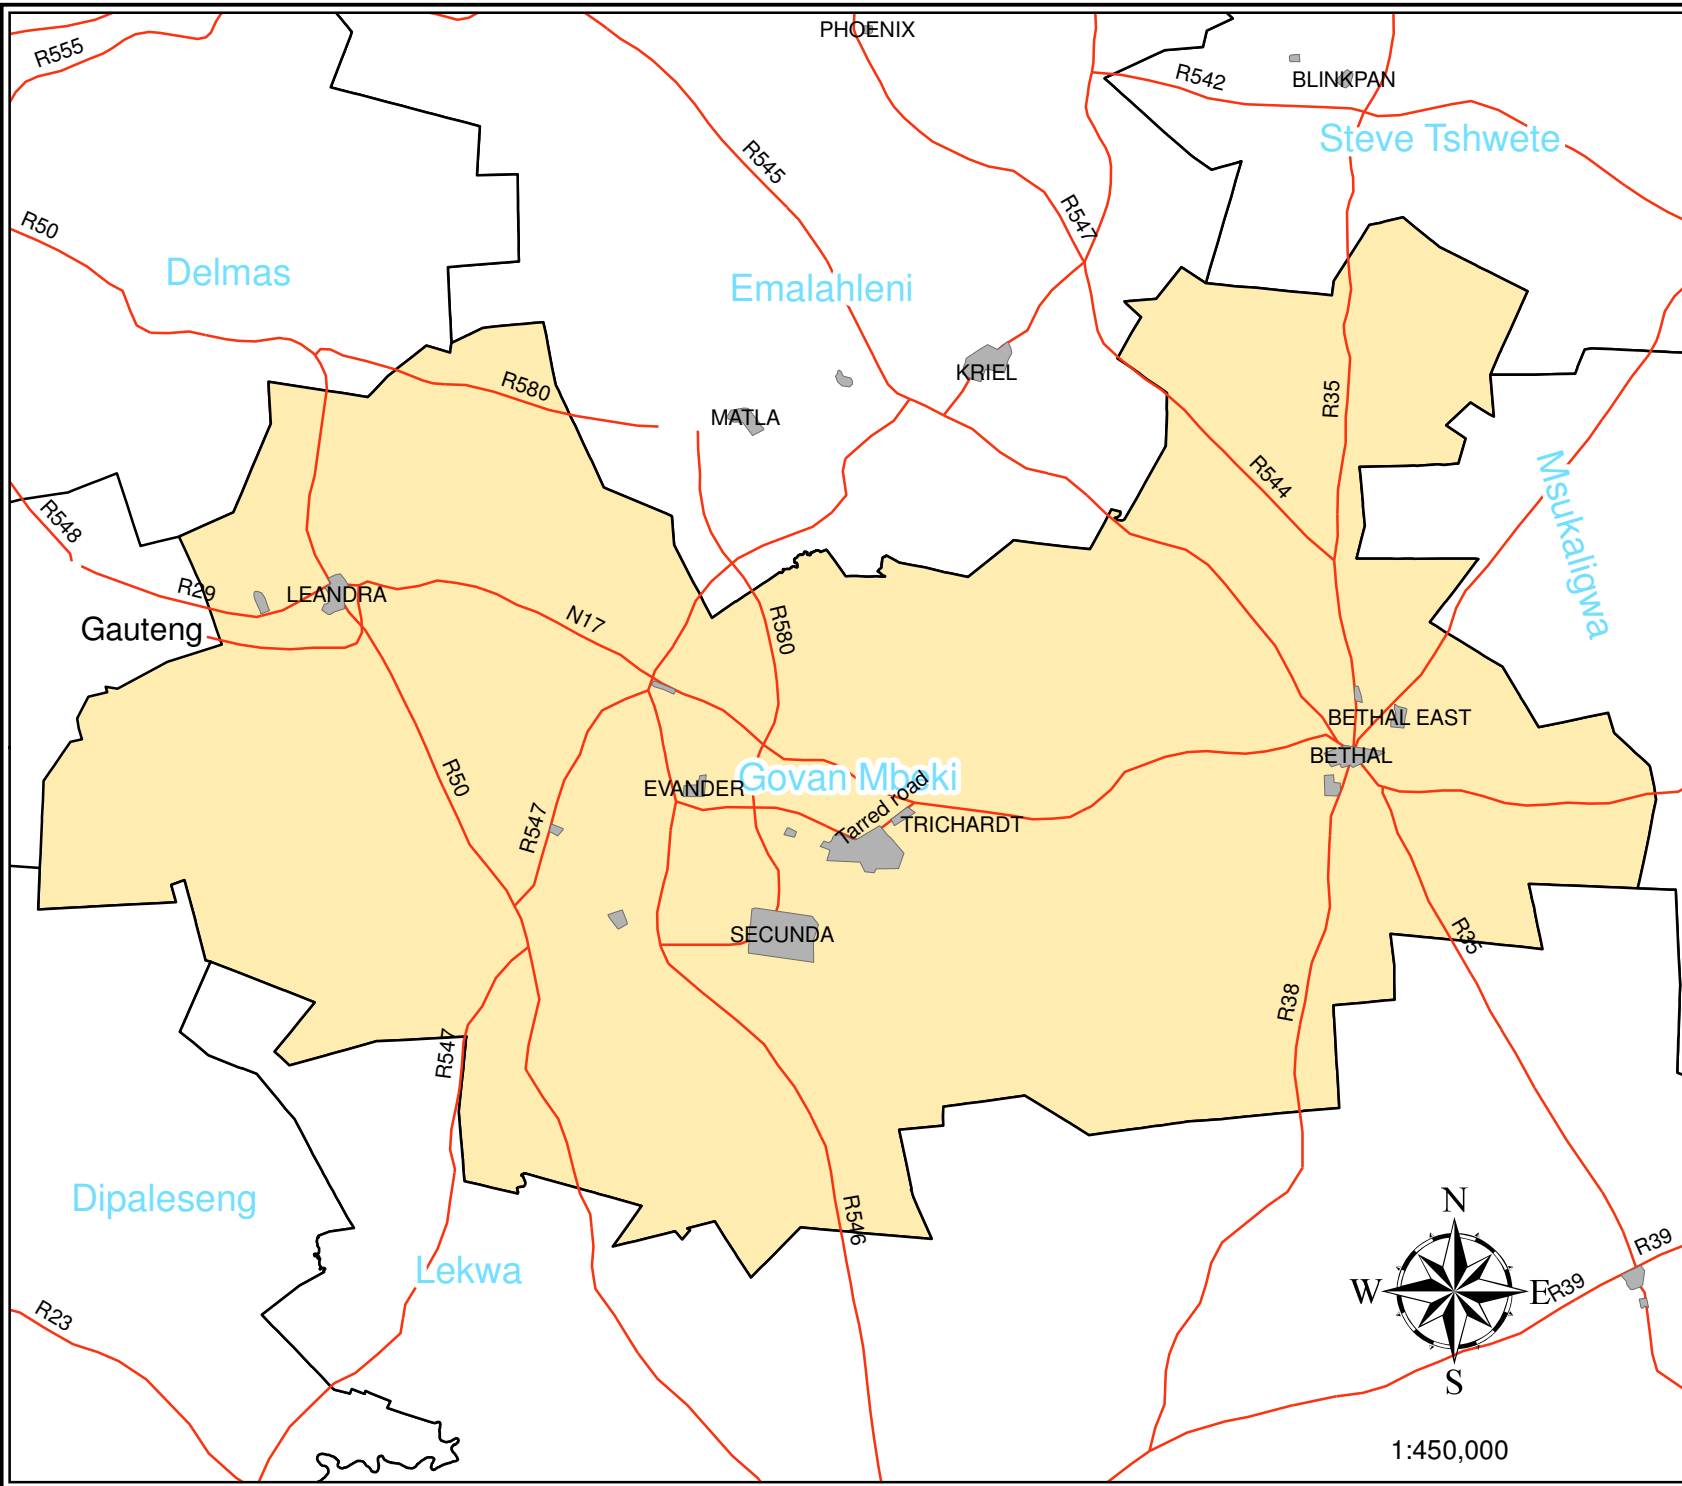 PHOENIX
R555
R542
BLINKPAN
Steve Tshwete
R545
R547
R50
Delmas
Emalahleni
KRIEL
R580
MATLA
R35
R544
Msukaligwa
R548
R29
LEANDRA
N17
R580
Gauteng
BETHAL EAST
BETHAL
R50
EVANDER
Govan Mbeki
Tarred road
TRICHARDT
R547
SECUNDA
R35
R38
R547
Dipaleseng
R546
Lekwa
N
R39
W
E
R39
R23
S
1:450,000